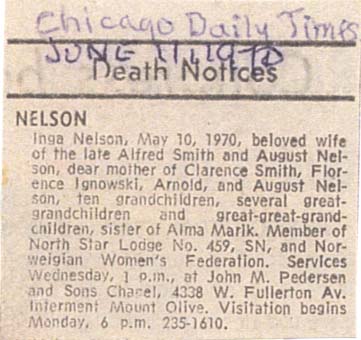 Chicago Daily Times
JUNE 11, 1970
Death Notices
NELSON
Inga Nelson, May 10, 1970, beloved wife
of the late Alfred Smith and August Nel-
son, dear mother of Clarence Smith, Flor-
ence Ignowski, Arnold, and August Nel-
son, ten grandchildren, several great-
grandchildren and great-great-grand-
children, sister of Alma Marik. Member of
North Star Lodge No. 459, SN, and Nor-
weigian Women's Federation. Services
Wednesday, 1 p.m., at John M. Pedersen
and Sons Chapel, 4338 W. Fullerton Av.
Interment Mount Olive. Visitation begins
Monday, 6 p.m. 235-1610.